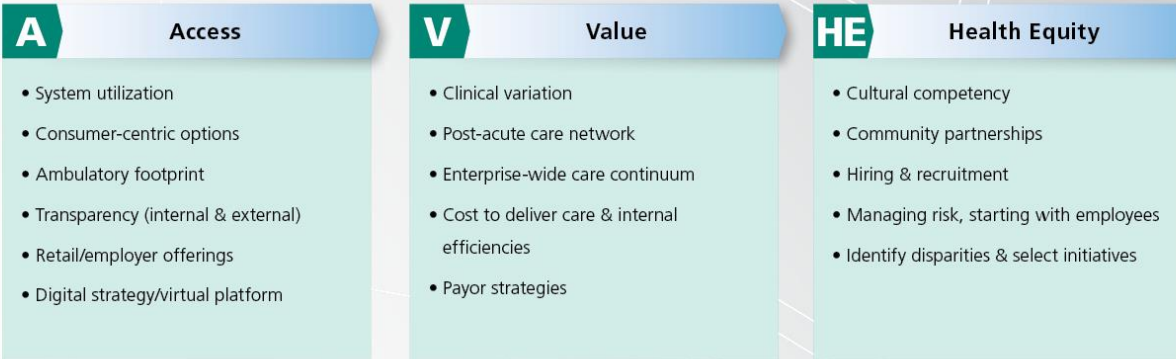 A Access
• System utilization
• Consumer-centric options
• Ambulatory footprint
• Transparency (internal & external)
• Retail/employer offerings
• Digital strategy/virtual platform
V Value
• Clinical variation
• Post-acute care network
• Enterprise-wide care continuum
• Cost to deliver care & internal
efficiencies
• Payor strategies
HE Health Equity
• Cultural competency
• Community partnerships
• Hiring & recruitment
• Managing risk, starting with employees
• Identify disparities & select initiatives